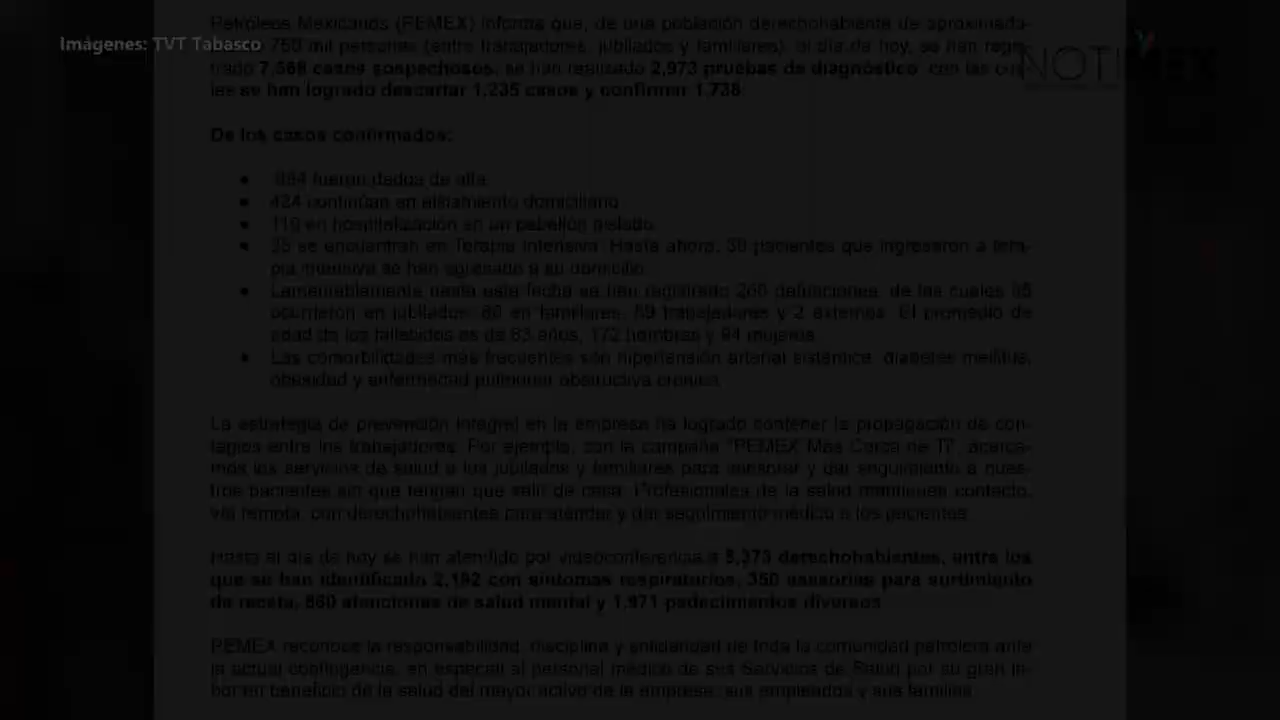 Petróleos Mexicanos (PEMEX) informa que, de una población derechohabiente de aproximada-
Imágenes: TVT Tabasco
750 mil personas (entre trabajadores, jubilados y familiares), al día de hoy, se han regis-
trado 7,568 casos sospechosos, se han realizado 2,973 pruebas de diagnóstico, con las cua-
NOTIMEX
les se han logrado descartar 1,235 casos y confirmar 1,738.
De los casos confirmados:
• fueron dados de alta.
• 434 continúan en aislamiento domiciliario.
• en hospitalización en un pabellón aislado.
• se encuentran en Terapia Intensiva. Hasta ahora, pacientes que ingresaron a tera-
pia intensiva se han egresado a su domicilio.
• Lamentablemente hasta esta fecha se han registrado defunciones, de las cuales
ocurrieron en jubilados, en familiares, trabajadores y 2 externos. El promedio de
edad de los fallecidos es de 63 años, 172 hombres y 94 mujeres.
• Las comorbilidades más frecuentes son hipertensión arterial sistémica, diabetes mellitus,
obesidad y enfermedad pulmonar obstructiva crónica.
La estrategia de prevención integral en la empresa ha logrado contener la propagación de con-
tagios entre los trabajadores. Por ejemplo, con la campaña "PEMEX Más Cerca de Ti", acerca-
mos los servicios de salud a los jubilados y familiares para asesorar y dar seguimiento a nues-
tros pacientes sin que tengan que salir de casa. Profesionales de la salud mantienen contacto,
vía remota, con derechohabientes para atender y dar seguimiento médico a los pacientes.
Hasta el día de hoy se han atendido por videoconferencia a 5,373 derechohabientes, entre los
que se han identificado 2,192 con síntomas respiratorios, 350 asesorías para surtimiento
de receta, 860 atenciones de salud mental y 1,971 padecimientos diversos.
PEMEX reconoce la responsabilidad, disciplina y solidaridad de toda la comunidad petrolera ante
la actual contingencia, en especial al personal médico de sus Servicios de Salud por su gran la-
bor en beneficio de la salud del mayor activo de la empresa: sus empleados y sus familias.